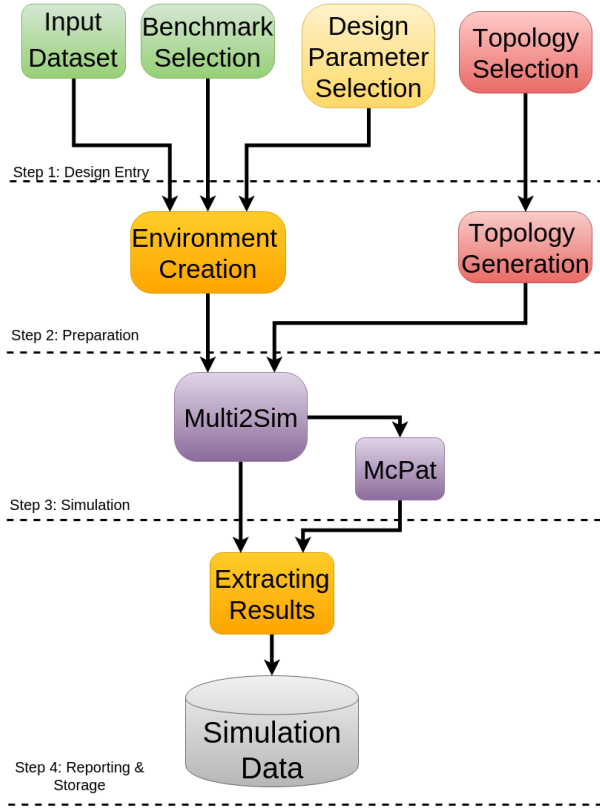 Input
Dataset
Benchmark
Selection
Design
Parameter
Selection
Topology
Selection
Step 1: Design Entry
Environment
Creation
Topology
Generation
Step 2: Preparation
Multi2Sim
McPat
Step 3: Simulation
Extracting
Results
Simulation
Data
Step 4: Reporting &
Storage